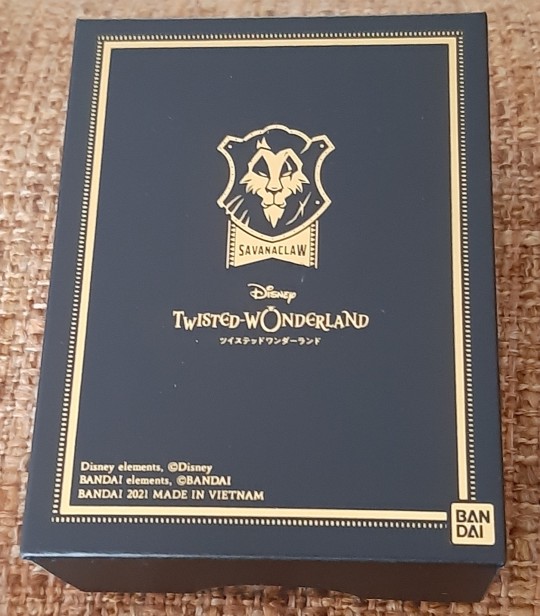 SAVANACLAW
Disney
TWISTED-WONDERLAND
ツイステッドワンダーランド
Disney elements, ©Disney
BANDAI elements, ©BANDAI
BANDAI 2021 MADE IN VIETNAM
BAN
DAI